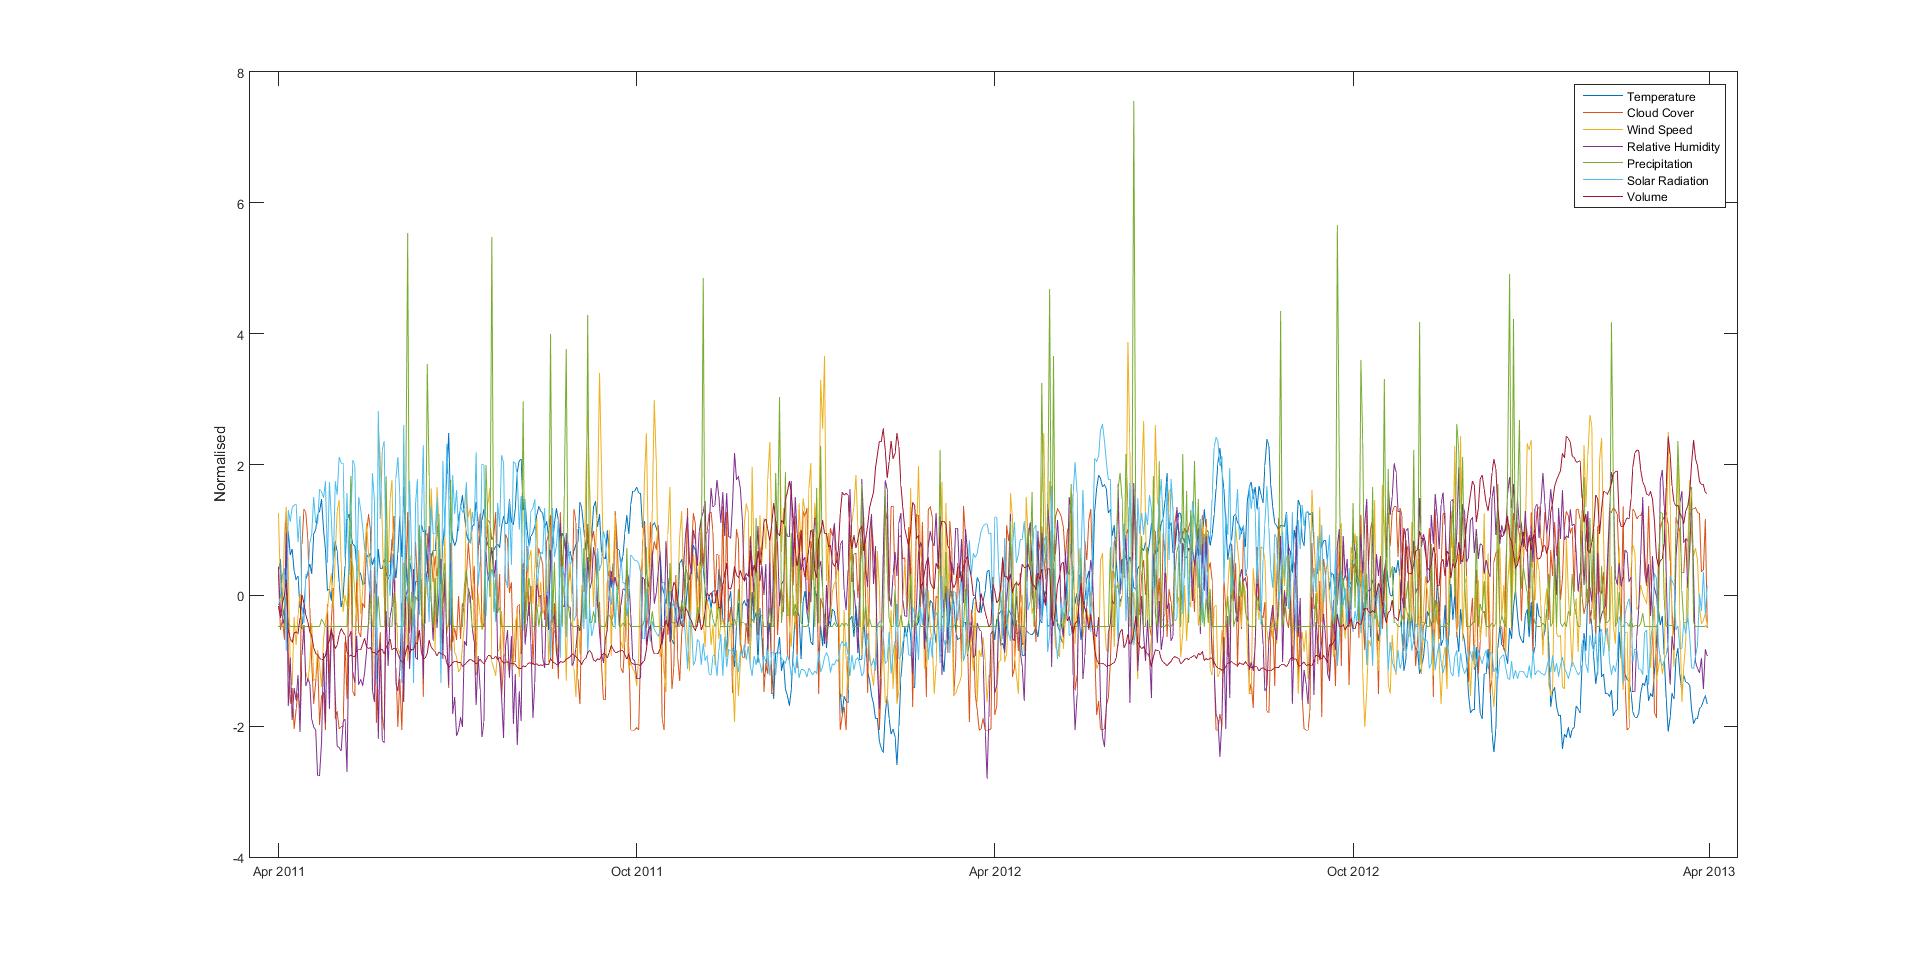 8
6
4
2
0
-2
-4
Normalised
Apr 2011
Oct 2011
Apr 2012
Oct 2012
Apr 2013
Temperature
Cloud Cover
Wind Speed
Relative Humidity
Precipitation
Solar Radiation
Volume